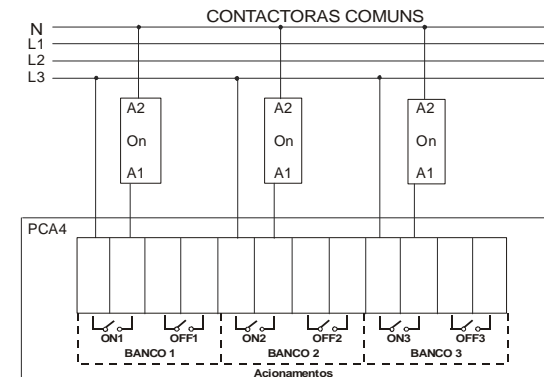 CONTACTORAS COMUNS
N
L1
L2
L3
A2 A2 A2
On On On
A1 A1 A1
PCA4
ON1 OFF1 ON2 OFF2 ON3 OFF3
BANCO 1 BANCO 2 BANCO 3
Acionamentos